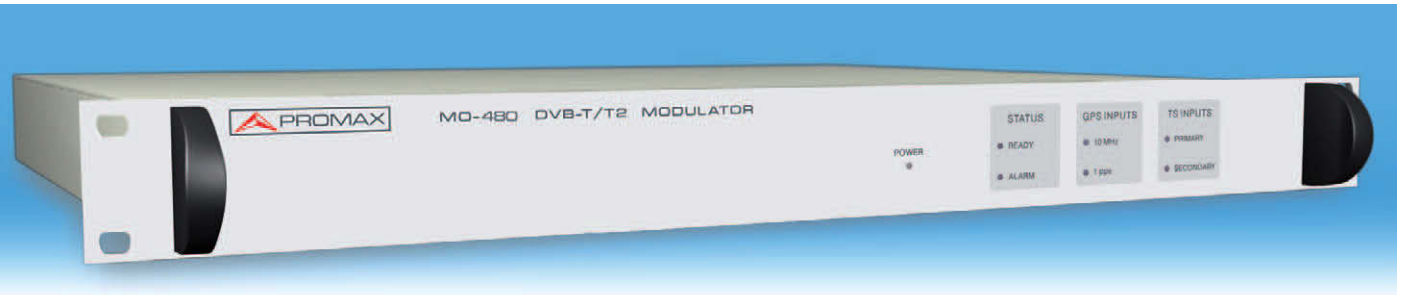 PROMAX
MO-480 DVB-T/T2 MODULATOR
POWER
STATUS
READY
ALARM
GPS INPUTS
10 MHz
1 pps
TS INPUTS
PRIMARY
SECONDARY